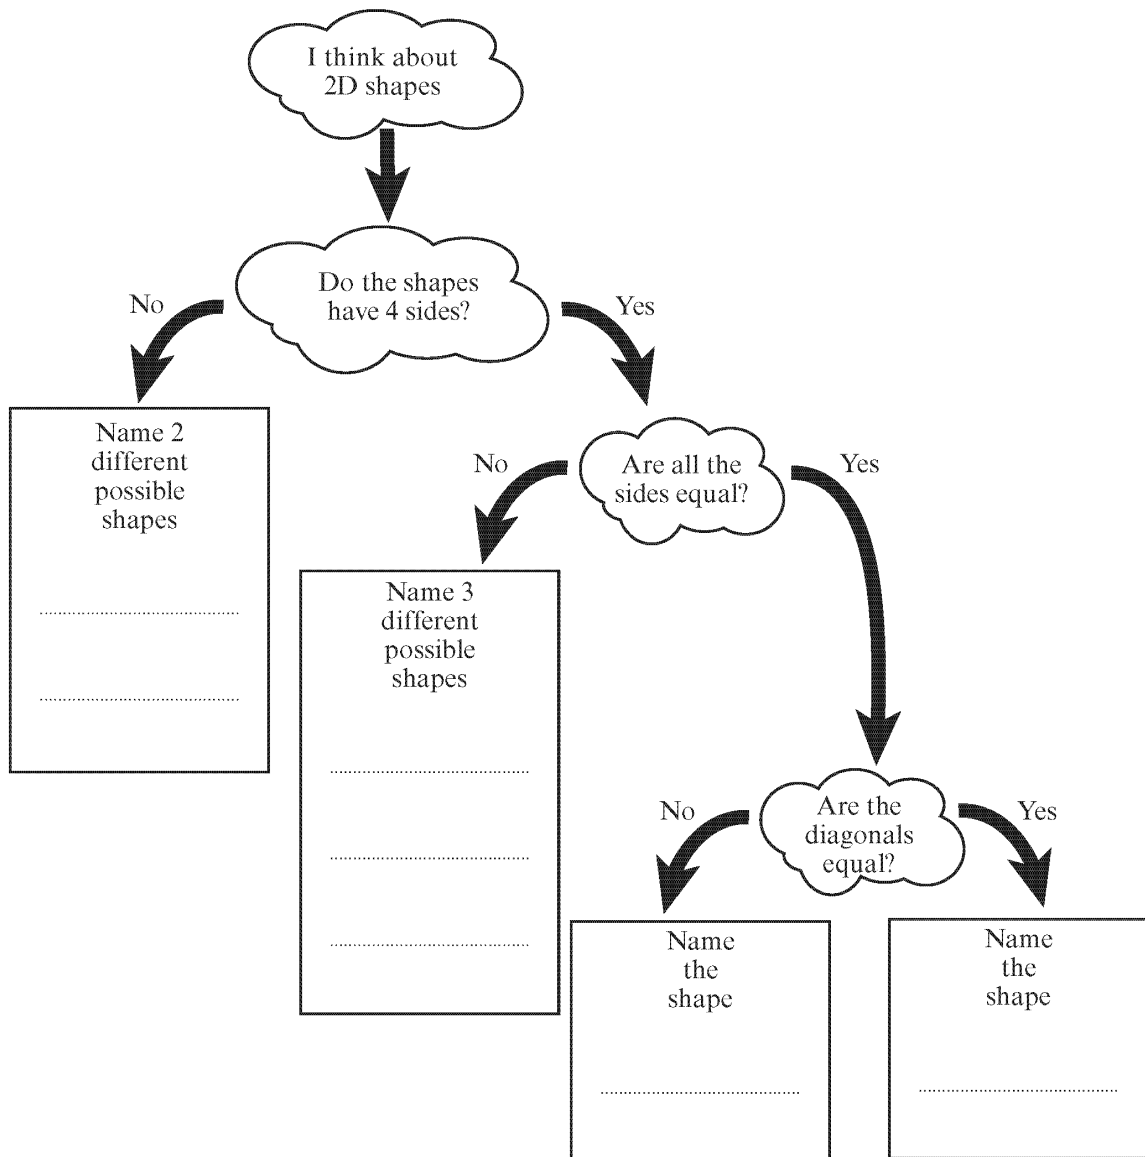 I think about
2D shapes
Do the shapes
have 4 sides?
No
Yes
Name 2
different
possible
shapes
No
Are all the
sides equal?
Yes
Name 3
different
possible
shapes
No
Are the
diagonals
equal?
Yes
Name
the
shape
Name
the
shape